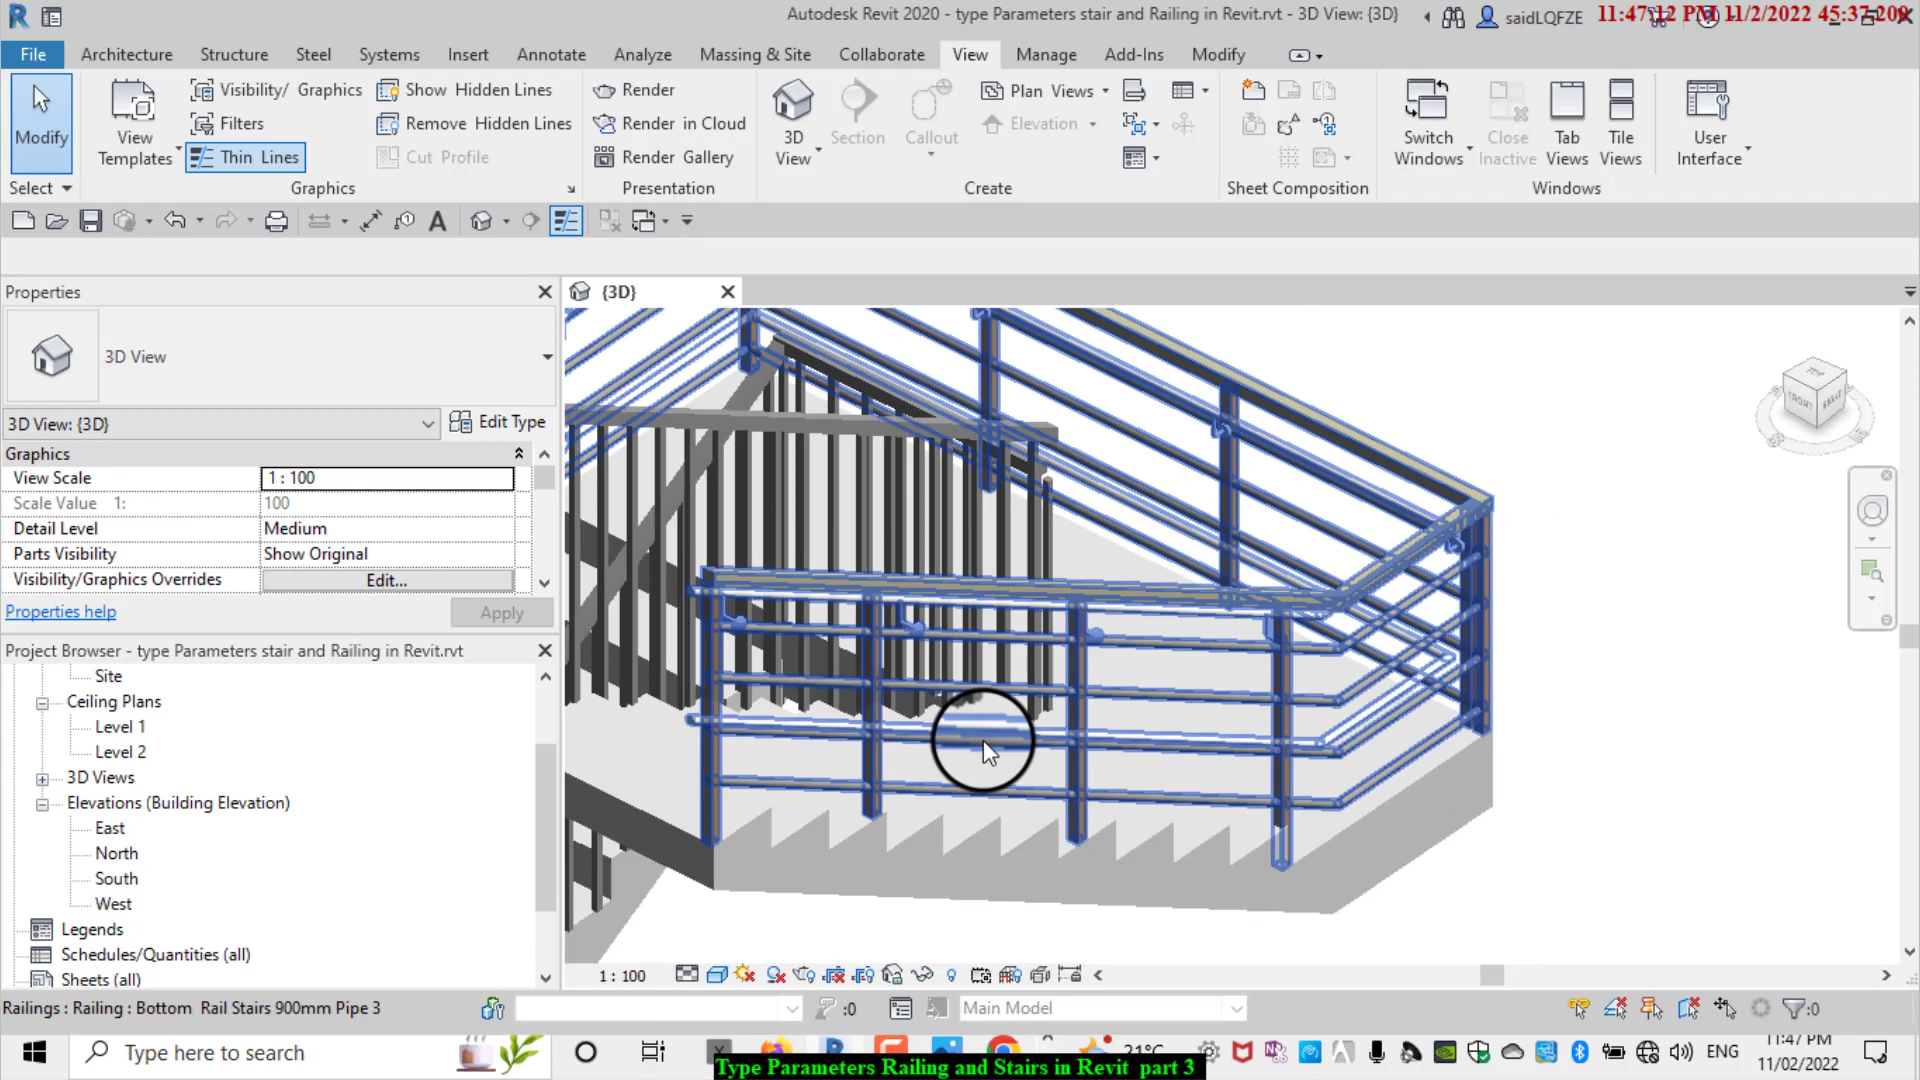 Autodesk Revit 2020 - type Parameters stair and Railing in Revit.rvt - 3D View: {3D}
saidLQFZE
11:47:12 PM 11/2/2022 45:37.200
File Architecture Structure Steel Systems Insert Annotate Analyze Massing & Site Collaborate View Manage Add-Ins Modify
Modify
Select
View Templates
Visibility/ Graphics
Filters
Thin Lines
Show Hidden Lines
Remove Hidden Lines
Cut Profile
Graphics
Render
Render in Cloud
Render Gallery
Presentation
3D View
Section
Callout
Plan Views
Elevation
Create
Sheet Composition
Switch Windows
Close Inactive
Tab Views
Tile Views
Windows
User Interface
Properties
3D View
3D View: {3D}
Edit Type
Graphics
View Scale 1 : 100
Scale Value 1: 100
Detail Level Medium
Parts Visibility Show Original
Visibility/Graphics Overrides Edit...
Properties help
Apply
Project Browser - type Parameters stair and Railing in Revit.rvt
Site
Ceiling Plans
Level 1
Level 2
3D Views
Elevations (Building Elevation)
East
North
South
West
Legends
Schedules/Quantities (all)
Sheets (all)
{3D}
FRONT
RIGHT
1 : 100
Railings : Railing : Bottom Rail Stairs 900mm Pipe 3
:0
Main Model
:0
Type here to search
21°C
ENG
11:47 PM
11/02/2022
Type Parameters Railing and Stairs in Revit part 3